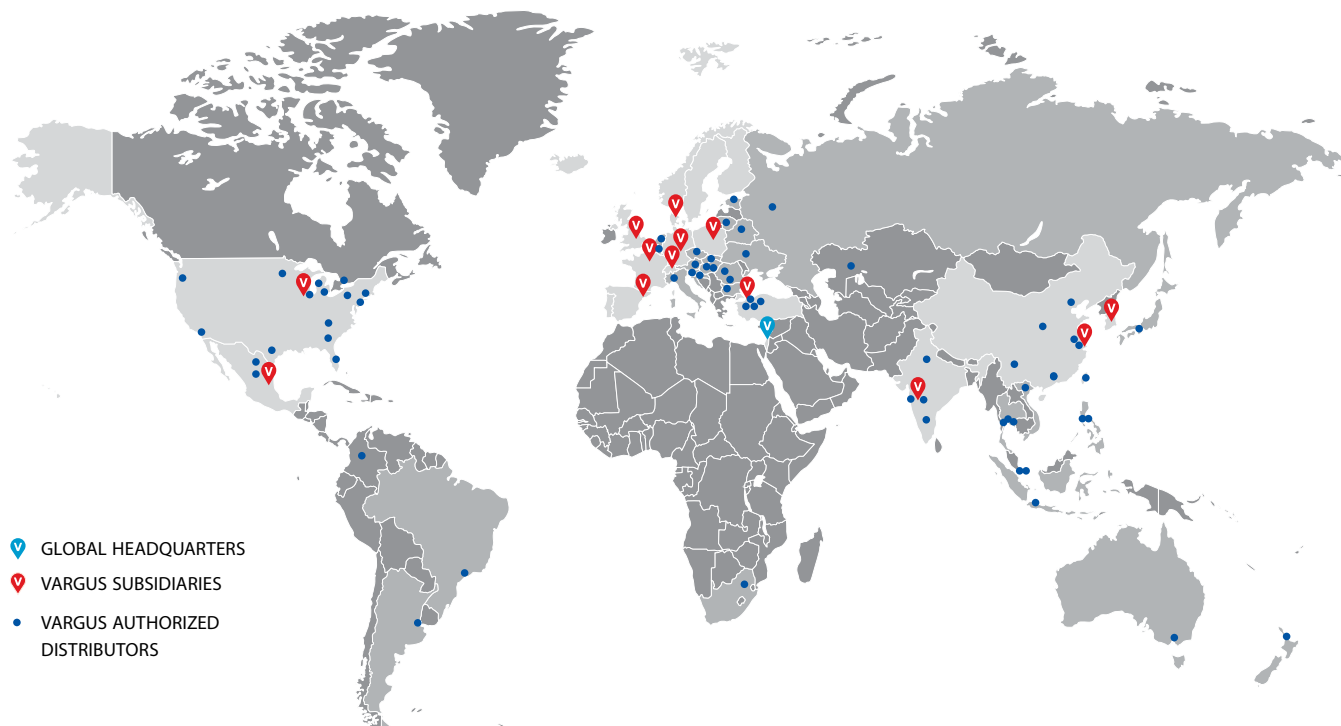 GLOBAL HEADQUARTERS
VARGUS SUBSIDIARIES
VARGUS AUTHORIZED
DISTRIBUTORS